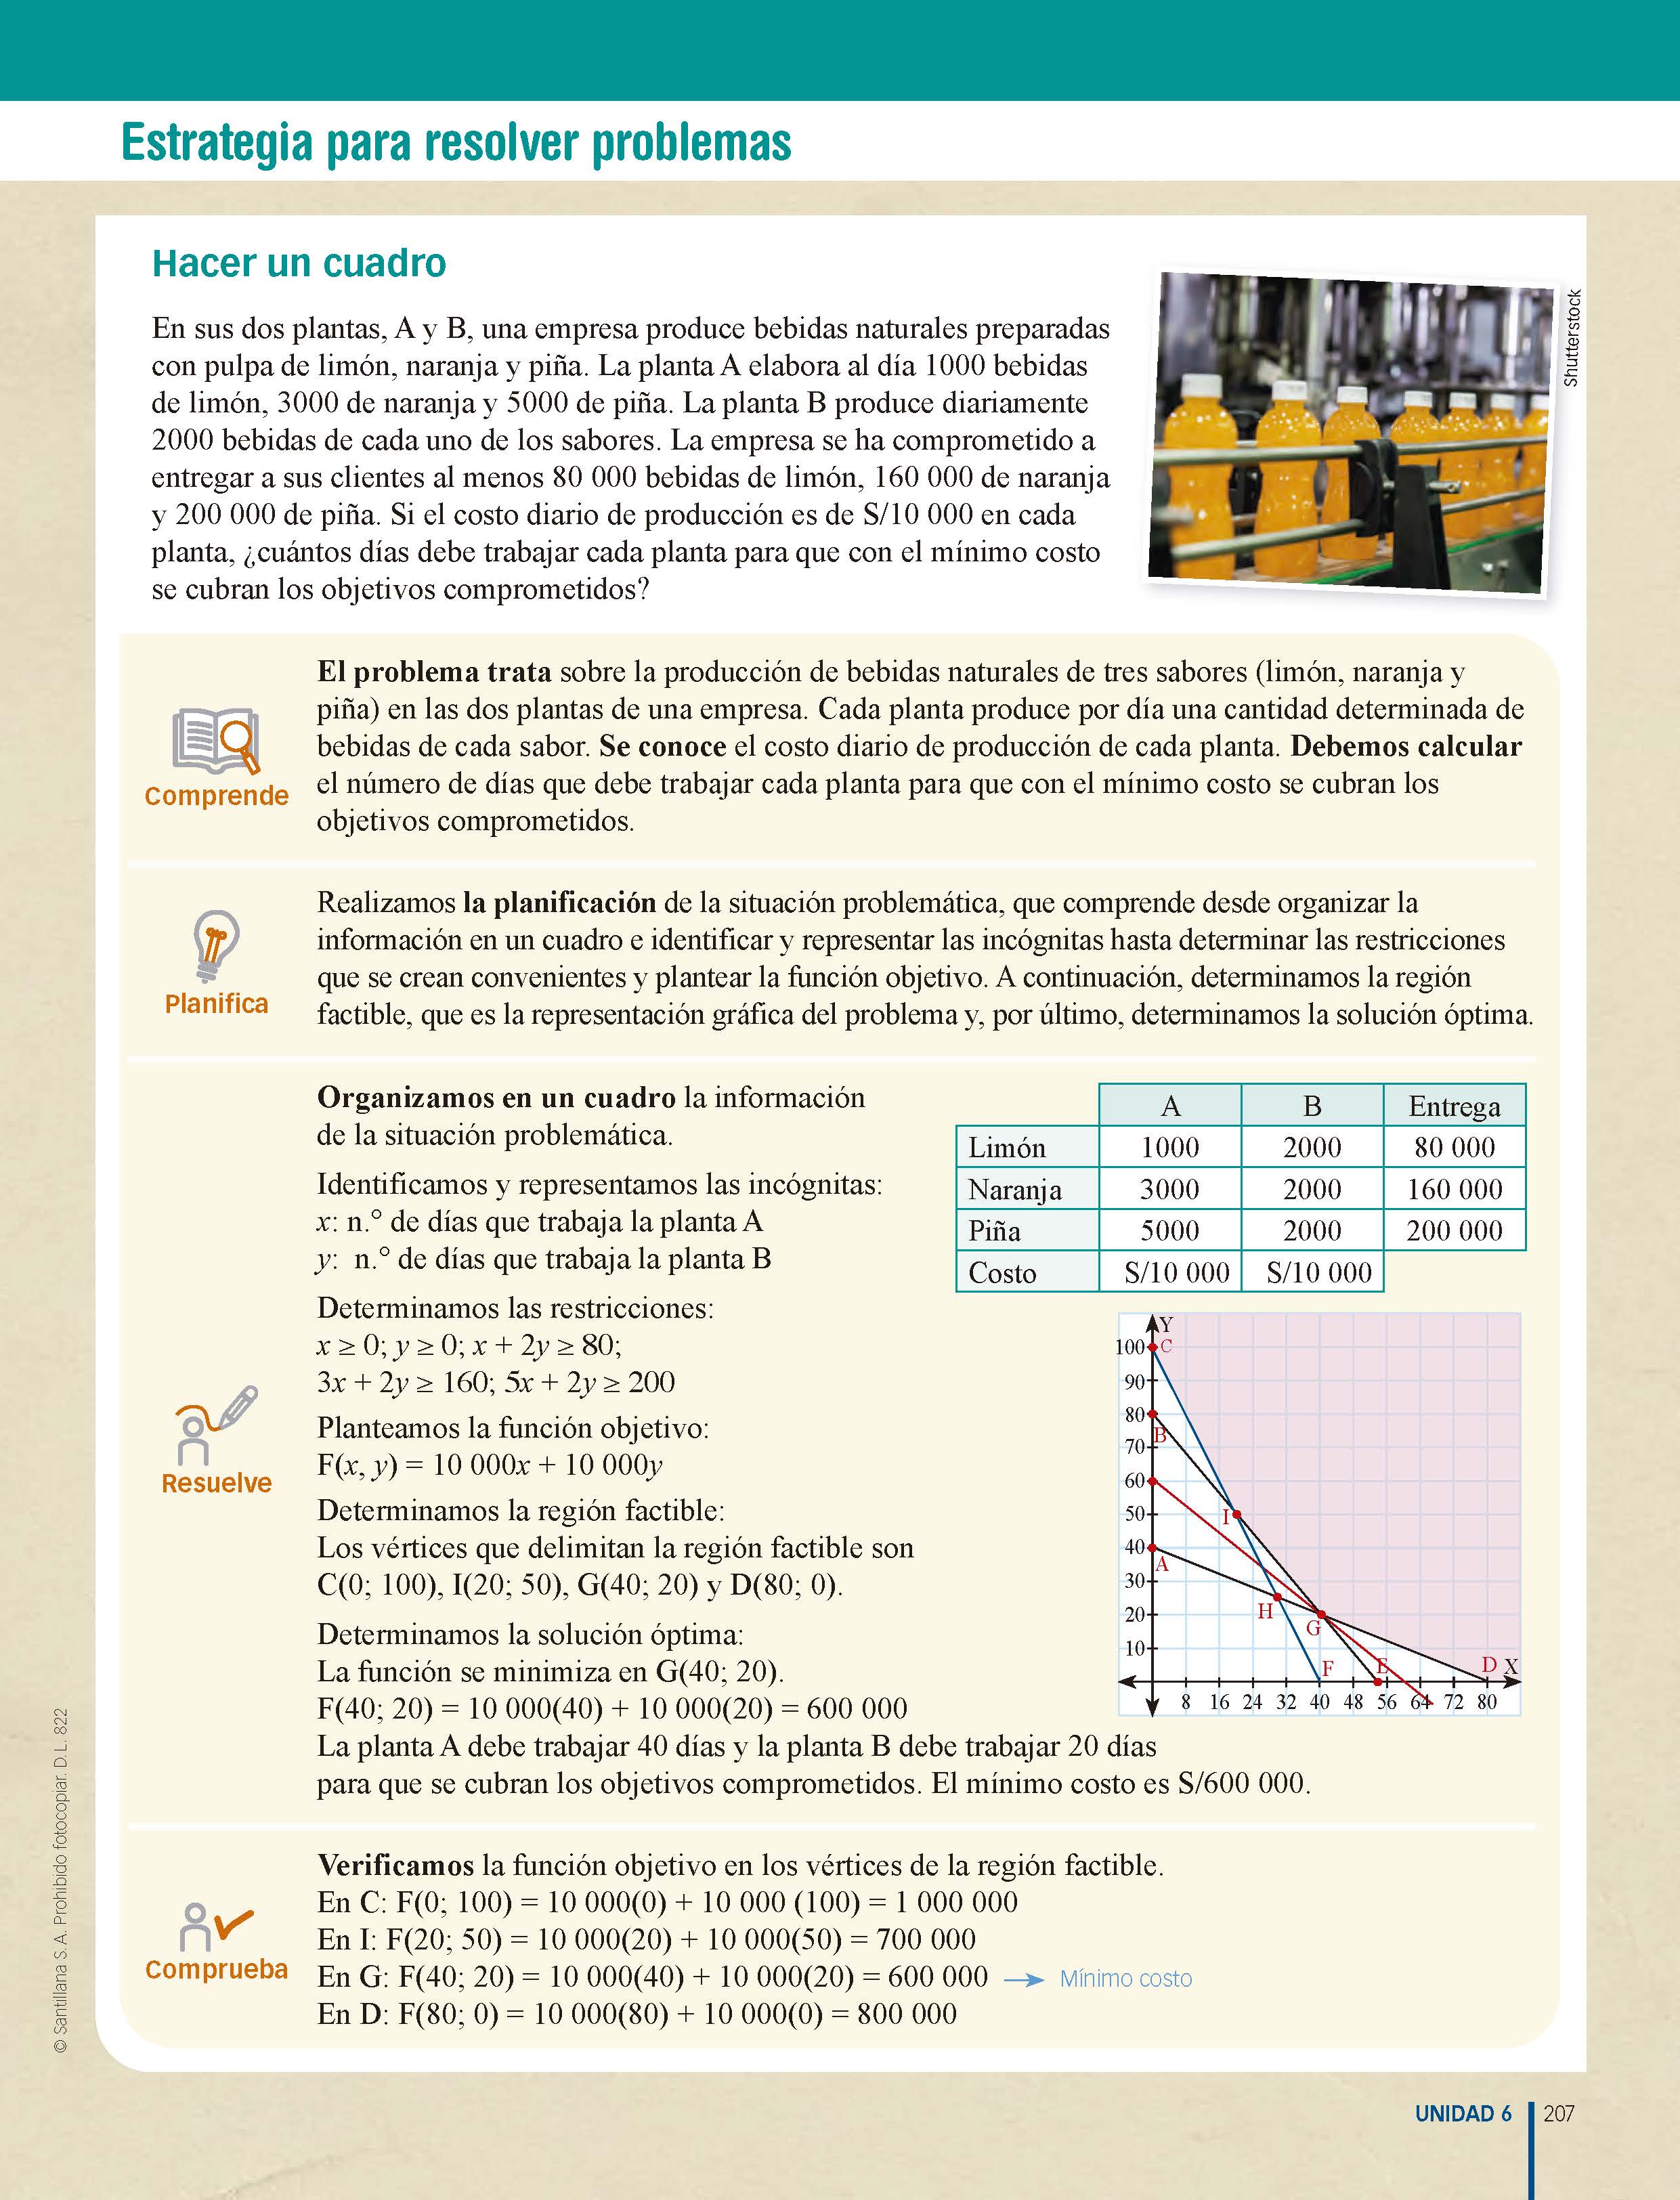 Estrategia para resolver problemas
Hacer un cuadro
En sus dos plantas, A y B, una empresa produce bebidas naturales preparadas
con pulpa de limón, naranja y piña. La planta A elabora al día 1000 bebidas
de limón, 3000 de naranja y 5000 de piña. La planta B produce diariamente
2000 bebidas de cada uno de los sabores. La empresa se ha comprometido a
entregar a sus clientes al menos 80 000 bebidas de limón, 160 000 de naranja
y 200 000 de piña. Si el costo diario de producción es de S/10 000 en cada
planta, ¿cuántos días debe trabajar cada planta para que con el mínimo costo
se cubran los objetivos comprometidos?
Shutterstock
Comprende
El problema trata sobre la producción de bebidas naturales de tres sabores (limón, naranja y
piña) en las dos plantas de una empresa. Cada planta produce por día una cantidad determinada de
bebidas de cada sabor. Se conoce el costo diario de producción de cada planta. Debemos calcular
el número de días que debe trabajar cada planta para que con el mínimo costo se cubran los
objetivos comprometidos.
Planifica
Realizamos la planificación de la situación problemática, que comprende desde organizar la
información en un cuadro e identificar y representar las incógnitas hasta determinar las restricciones
que se crean convenientes y plantear la función objetivo. A continuación, determinamos la región
factible, que es la representación gráfica del problema y, por último, determinamos la solución óptima.
Resuelve
Organizamos en un cuadro la información
de la situación problemática.
Identificamos y representamos las incógnitas:
x: n.° de días que trabaja la planta A
y: n.° de días que trabaja la planta B
Determinamos las restricciones:
x ≥ 0; y ≥ 0; x + 2y ≥ 80;
3x + 2y ≥ 160; 5x + 2y ≥ 200
Planteamos la función objetivo:
F(x, y) = 10 000x + 10 000y
Determinamos la región factible:
Los vértices que delimitan la región factible son
C(0; 100), I(20; 50), G(40; 20) y D(80; 0).
Determinamos la solución óptima:
La función se minimiza en G(40; 20).
F(40; 20) = 10 000(40) + 10 000(20) = 600 000
La planta A debe trabajar 40 días y la planta B debe trabajar 20 días
para que se cubran los objetivos comprometidos. El mínimo costo es S/600 000.
A B Entrega
Limón 1000 2000 80 000
Naranja 3000 2000 160 000
Piña 5000 2000 200 000
Costo S/10 000 S/10 000
Y
100 C
90
80
B
70
60
50 I
40
A
30
20 H G
10
F E D X
8 16 24 32 40 48 56 64 72 80
Comprueba
Verificamos la función objetivo en los vértices de la región factible.
En C: F(0; 100) = 10 000(0) + 10 000 (100) = 1 000 000
En I: F(20; 50) = 10 000(20) + 10 000(50) = 700 000
En G: F(40; 20) = 10 000(40) + 10 000(20) = 600 000 → Mínimo costo
En D: F(80; 0) = 10 000(80) + 10 000(0) = 800 000
© Santillana S. A. Prohibido fotocopiar. D. L. 822
UNIDAD 6 207